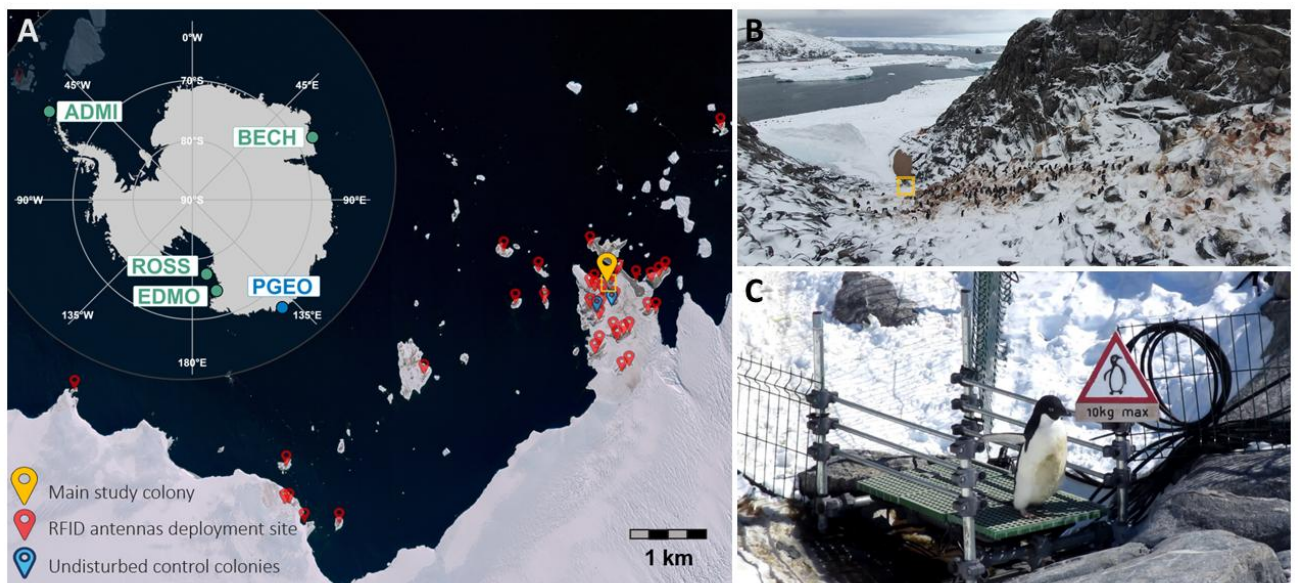 A
0°W
45°W
70°S
45°E
ADMI
BECH
80°S
90°W
90°S
90°E
ROSS
EDMO
PGEO
135°W
135°E
180°E
Main study colony
RFID antennas deployment site
Undisturbed control colonies
1 km
B
C
10kg max